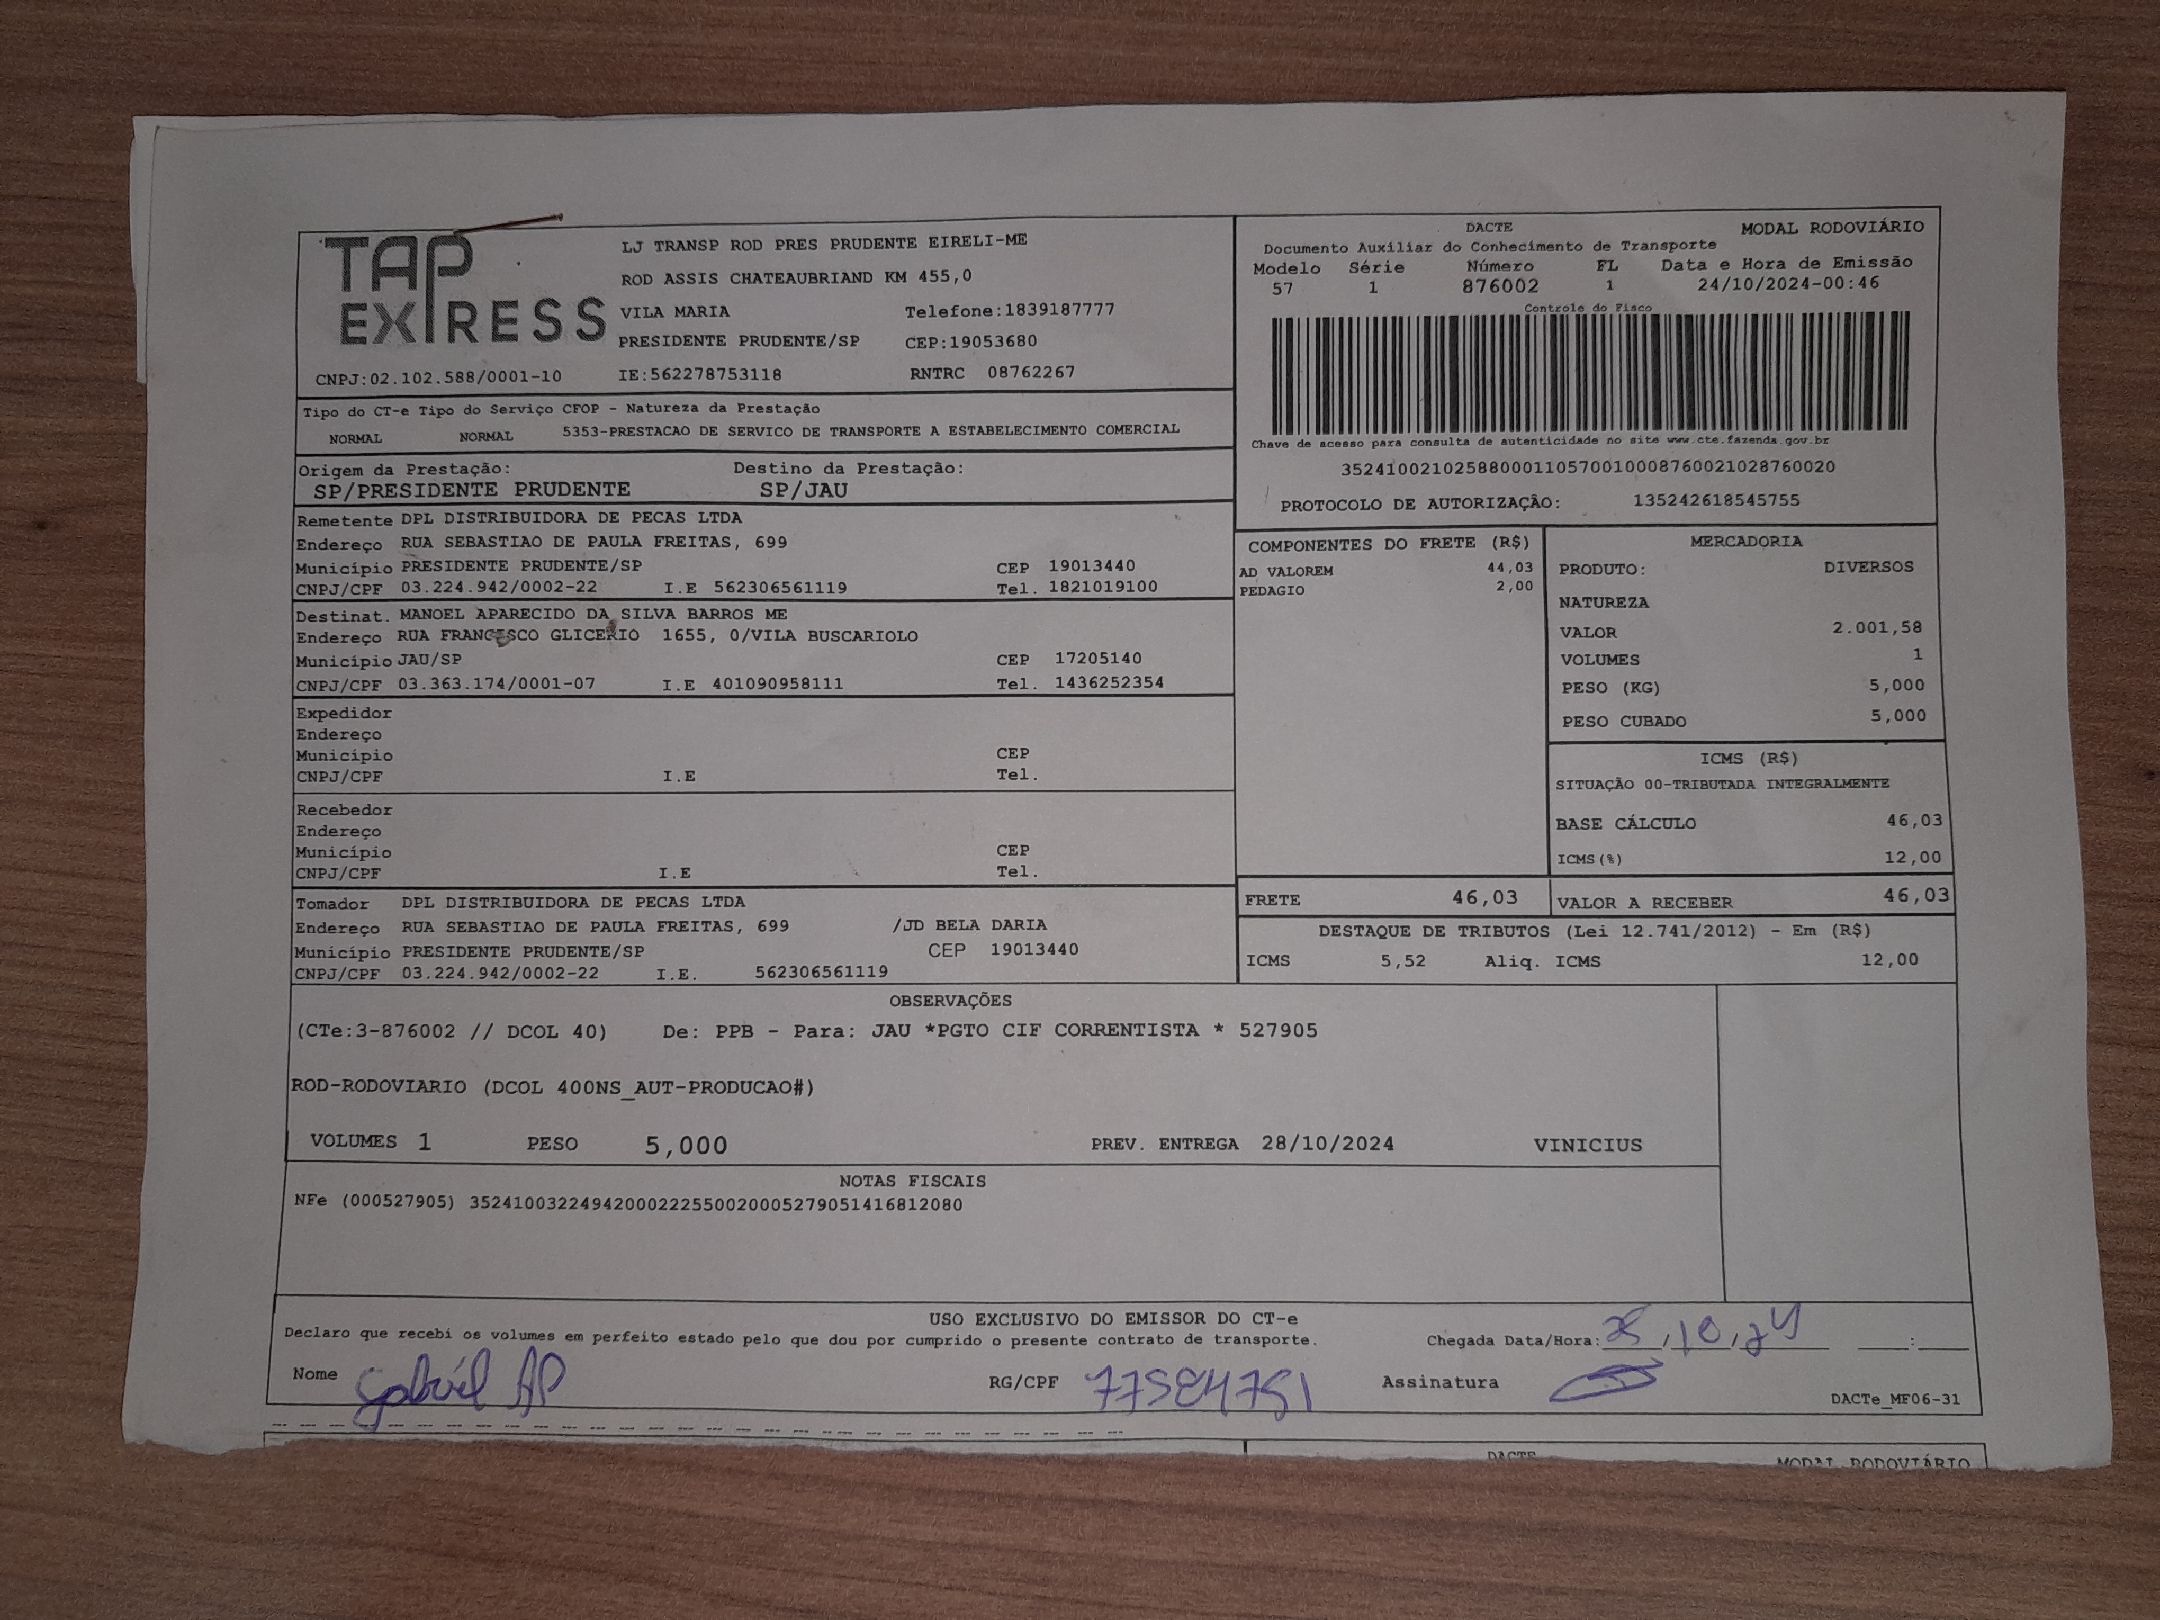 TAP
EXPRESS
LJ TRANSP ROD PRES PRUDENTE EIRELI-ME
ROD ASSIS CHATEAUBRIAND KM 455,0
VILA MARIA Telefone:1839187777
PRESIDENTE PRUDENTE/SP CEP:19053680
CNPJ:02.102.588/0001-10 IE:562278753118 RNTRC 08762267
DACTE MODAL RODOVIÁRIO
Documento Auxiliar do Conhecimento de Transporte
Modelo Série Número FL Data e Hora de Emissão
57 1 876002 1 24/10/2024-00:46
Controle do Fisco
Chave de acesso para consulta de autenticidade no site www.cte.fazenda.gov.br
35241002102588000110570010008760021028760020
PROTOCOLO DE AUTORIZAÇÃO: 135242618545755
Tipo do CT-e Tipo do Serviço CFOP - Natureza da Prestação
NORMAL NORMAL 5353-PRESTACAO DE SERVICO DE TRANSPORTE A ESTABELECIMENTO COMERCIAL
Origem da Prestação: Destino da Prestação:
SP/PRESIDENTE PRUDENTE SP/JAU
Remetente DPL DISTRIBUIDORA DE PECAS LTDA
Endereço RUA SEBASTIAO DE PAULA FREITAS, 699
Município PRESIDENTE PRUDENTE/SP CEP 19013440
CNPJ/CPF 03.224.942/0002-22 I.E 562306561119 Tel. 1821019100
Destinat. MANOEL APARECIDO DA SILVA BARROS ME
Endereço RUA FRANCESCO GLICERIO 1655, 0/VILA BUSCARIOLO
Município JAU/SP CEP 17205140
CNPJ/CPF 03.363.174/0001-07 I.E 401090958111 Tel. 1436252354
Expedidor
Endereço
Município CEP
CNPJ/CPF I.E Tel.
Recebedor
Endereço
Município CEP
CNPJ/CPF I.E Tel.
Tomador DPL DISTRIBUIDORA DE PECAS LTDA
Endereço RUA SEBASTIAO DE PAULA FREITAS, 699 /JD BELA DARIA
Município PRESIDENTE PRUDENTE/SP CEP 19013440
CNPJ/CPF 03.224.942/0002-22 I.E. 562306561119
COMPONENTES DO FRETE (R$)
AD VALOREM 44,03
PEDAGIO 2,00
MERCADORIA
PRODUTO: DIVERSOS
NATUREZA
VALOR 2.001,58
VOLUMES 1
PESO (KG) 5,000
PESO CUBADO 5,000
ICMS (R$)
SITUAÇÃO 00-TRIBUTADA INTEGRALMENTE
BASE CÁLCULO 46,03
ICMS(%) 12,00
FRETE 46,03 VALOR A RECEBER 46,03
DESTAQUE DE TRIBUTOS (Lei 12.741/2012) - Em (R$)
ICMS 5,52 Aliq. ICMS 12,00
OBSERVAÇÕES
(CTe:3-876002 // DCOL 40) De: PPB - Para: JAU *PGTO CIF CORRENTISTA * 527905
ROD-RODOVIARIO (DCOL 400NS_AUT-PRODUCAO#)
VOLUMES 1 PESO 5,000 PREV. ENTREGA 28/10/2024 VINICIUS
NOTAS FISCAIS
NFe (000527905) 35241003224942000222550020005279051416812080
USO EXCLUSIVO DO EMISSOR DO CT-e
Declaro que recebi os volumes em perfeito estado pelo que dou por cumprido o presente contrato de transporte. Chegada Data/Hora: 25,10,24 :
Nome Gabriel AP RG/CPF Assinatura
DACTe_MF06-31
DACTE MODAL RODOVIÁRIO